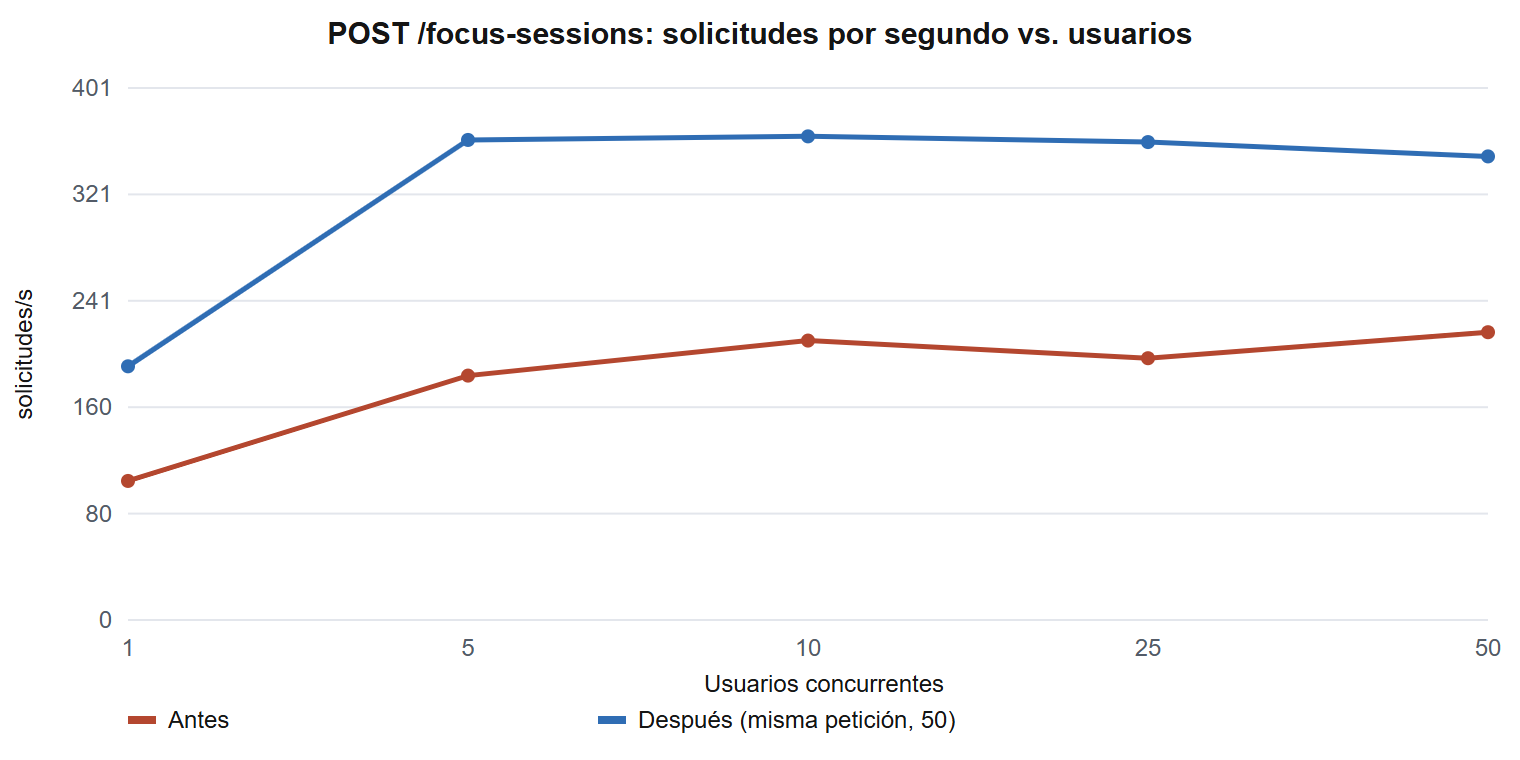 POST /focus-sessions: solicitudes por segundo vs. usuarios
401
321
241
160
80
0
solicitudes/s
1 5 10 25 50
Usuarios concurrentes
Antes Después (misma petición, 50)